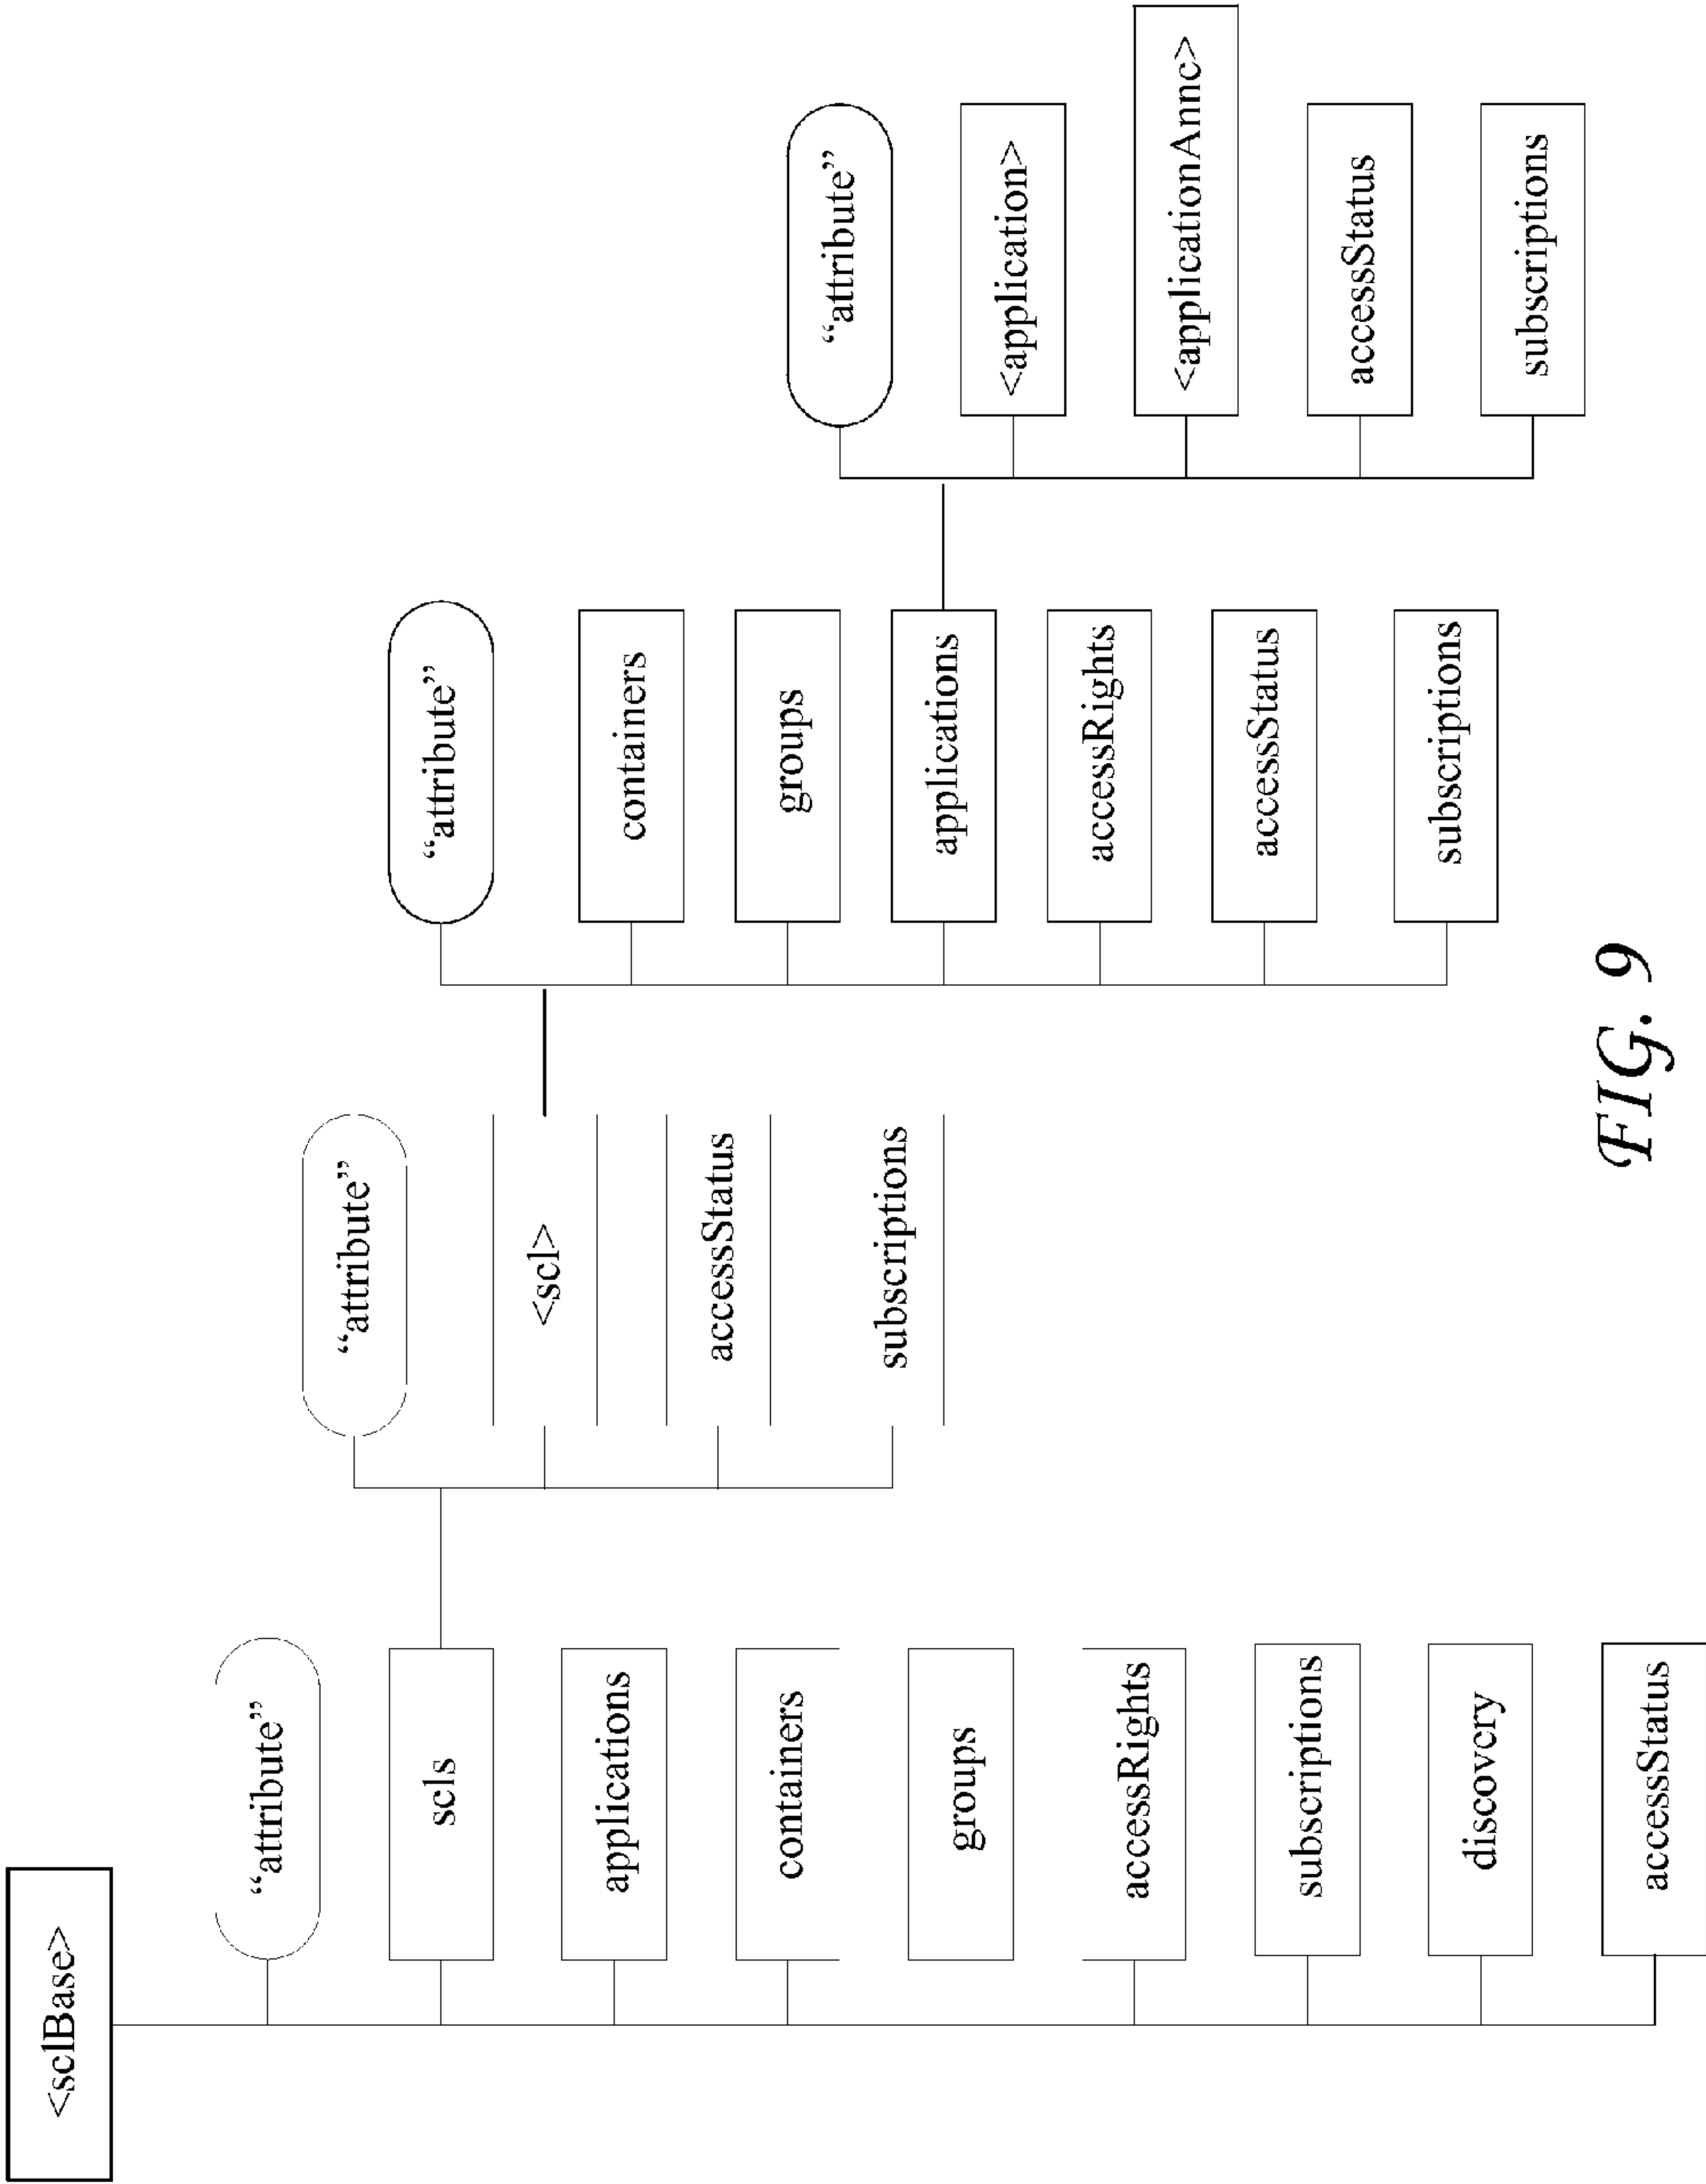 <sclBase>
“attribute”
scls
applications
containers
groups
accessRights
subscriptions
discovery
accessStatus
“attribute”
<scl>
accessStatus
subscriptions
“attribute”
containers
groups
applications
accessRights
accessStatus
subscriptions
“attribute”
<application>
<applicationAnnc>
accessStatus
subscriptions
FIG. 9